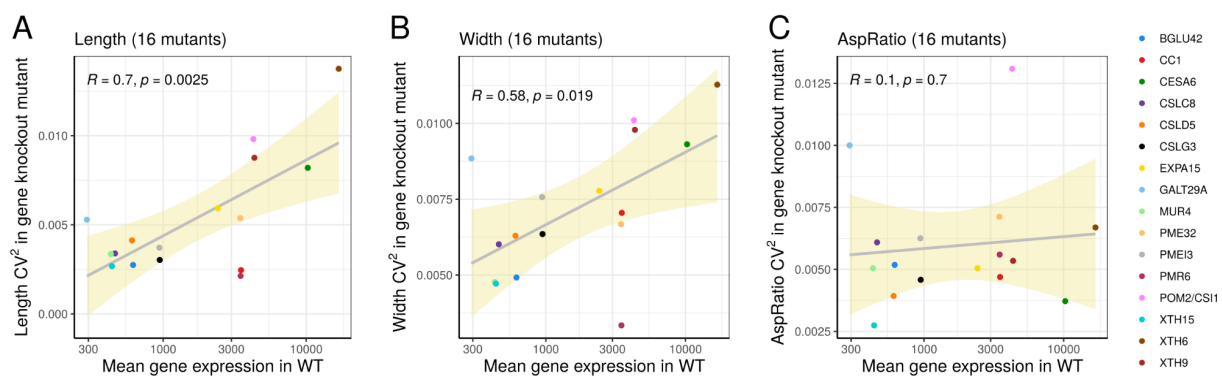 A
Length (16 mutants)
R = 0.7, p = 0.0025
Length CV² in gene knockout mutant
0.010
0.005
0.000
300 1000 3000 10000
Mean gene expression in WT
B
Width (16 mutants)
R = 0.58, p = 0.019
Width CV² in gene knockout mutant
0.0100
0.0075
0.0050
300 1000 3000 10000
Mean gene expression in WT
C
AspRatio (16 mutants)
R = 0.1, p = 0.7
AspRatio CV² in gene knockout mutant
0.0125
0.0100
0.0075
0.0050
0.0025
300 1000 3000 10000
Mean gene expression in WT
BGLU42
CC1
CESA6
CSLC8
CSLD5
CSLG3
EXPA15
GALT29A
MUR4
PME32
PMEI3
PMR6
POM2/CSI1
XTH15
XTH6
XTH9